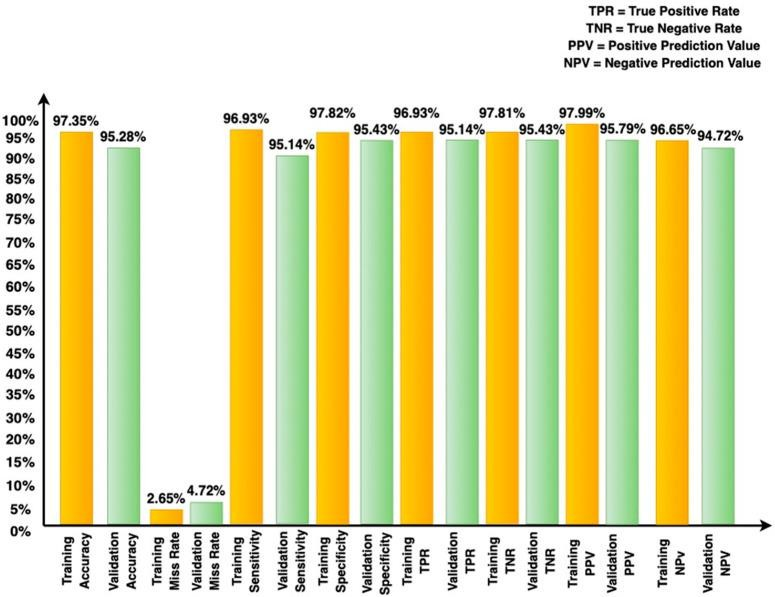 TPR = True Positive Rate
TNR = True Negative Rate
PPV = Positive Prediction Value
NPV = Negative Prediction Value
100%
95%
90%
85%
80%
75%
70%
65%
60%
55%
50%
45%
40%
35%
30%
20%
15%
10%
5%
0%
97.35%
95.28%
2.65%
4.72%
96.93%
95.14%
97.82%
95.43%
96.93%
95.14%
97.81%
95.43%
97.99%
95.79%
96.65%
94.72%
Training
Accuracy
Validation
Accuracy
Training
Miss Rate
Validation
Miss Rate
Training
Sensitivity
Validation
Sensitivity
Training
Specificity
Validation
Specificity
Training
TPR
Validation
TPR
Training
TNR
Validation
TNR
Training
PPV
Validation
PPV
Training
NPv
Validation
NPV